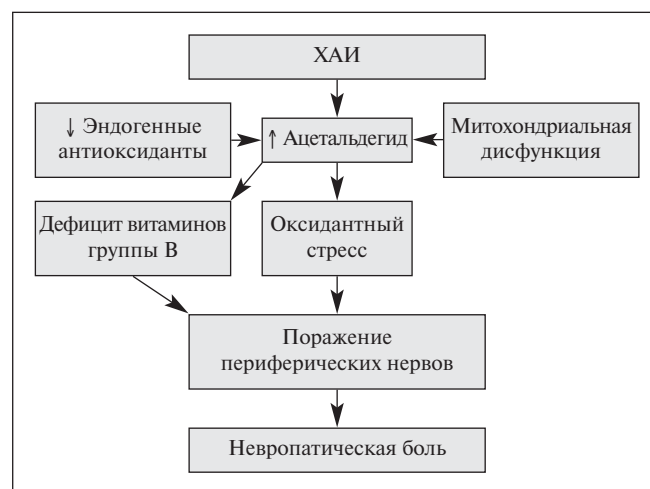 ХАИ
↓ Эндогенные
антиоксиданты
↑ Ацетальдегид
Митохондриальная
дисфункция
Дефицит витаминов
группы В
Оксидантный
стресс
Поражение
периферических нервов
Невропатическая боль